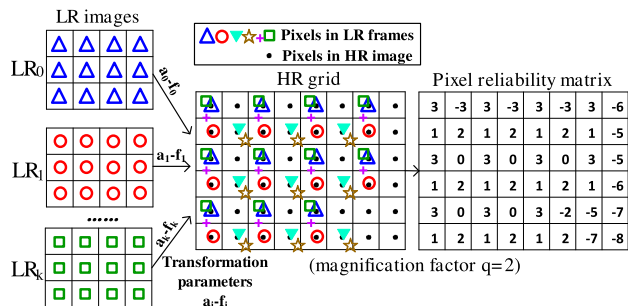 LR images
Pixels in LR frames
Pixels in HR image
LR0
a0-f0
HR grid
Pixel reliability matrix
3 -3 3 -3 3 -3 3 -6
1 2 1 2 1 2 1 -5
3 0 3 0 3 0 3 -5
1 2 1 2 1 2 1 -6
3 0 3 0 3 -2 -5 -7
1 2 1 2 1 2 -7 -8
LR1
a1-f1
......
LRk
ak-fk
Transformation
parameters
ai-fi
(magnification factor q=2)